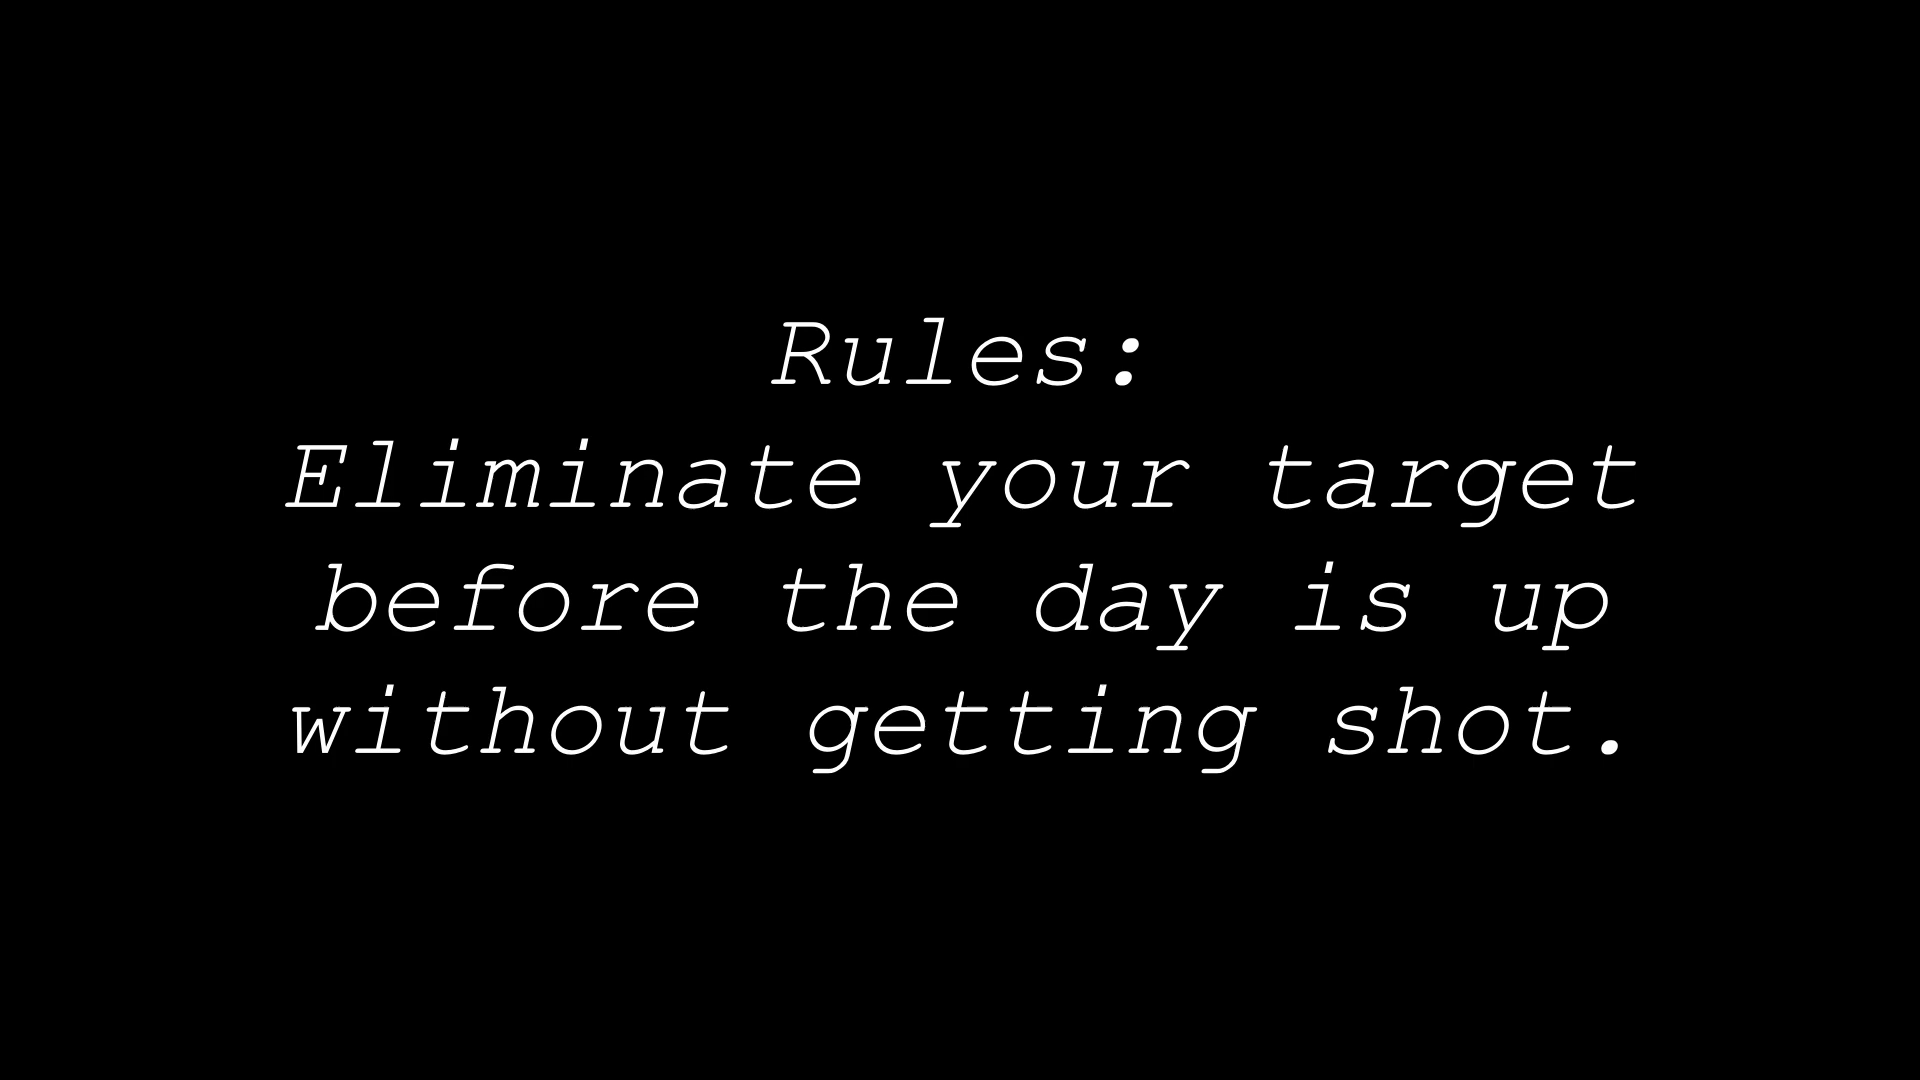 Rules:
Eliminate your target
before the day is up
without getting shot.